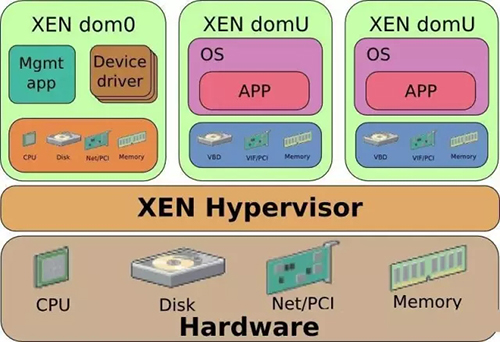 XEN dom0
Mgmt
app
Device
driver
CPU Disk Net/PCI Memory
XEN domU
OS
APP
VBD VIF/PCI Memory
XEN domU
OS
APP
VBD VIF/PCI Memory
XEN Hypervisor
CPU Disk Net/PCI Memory
Hardware